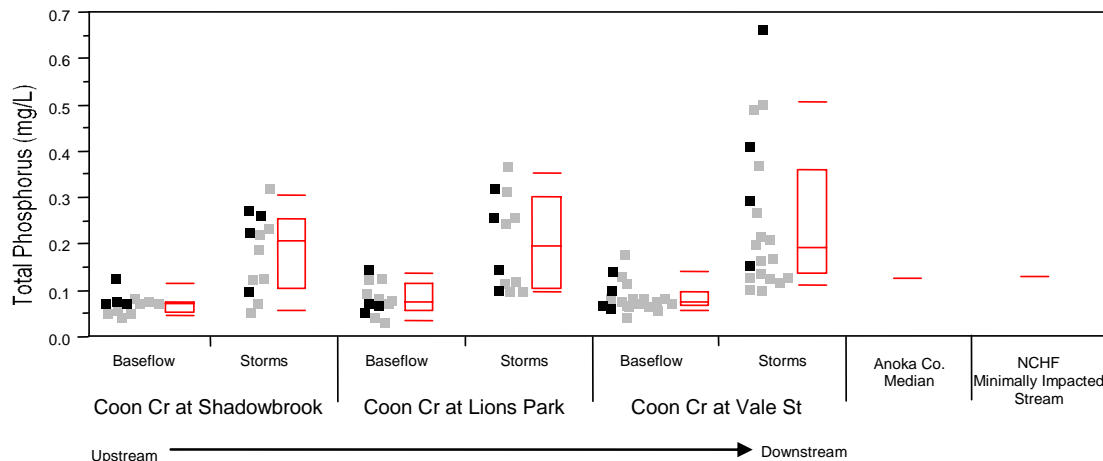 Total Phosphorus (mg/L)
0.7
0.6
0.5
0.4
0.3
0.2
0.1
0.0
Baseflow
Storms
Baseflow
Storms
Baseflow
Storms
Anoka Co.
Median
NCHF
Minimally Impacted
Stream
Coon Cr at Shadowbrook
Coon Cr at Lions Park
Coon Cr at Vale St
Upstream
Downstream